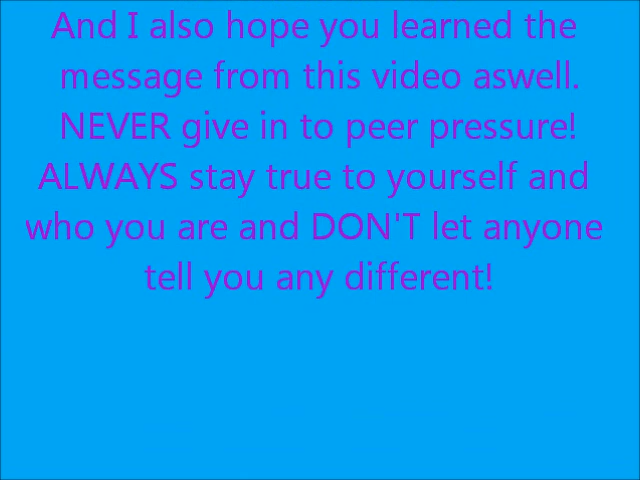 And I also hope you learned the
message from this video aswell.
NEVER give in to peer pressure!
ALWAYS stay true to yourself and
who you are and DON'T let anyone
tell you any different!